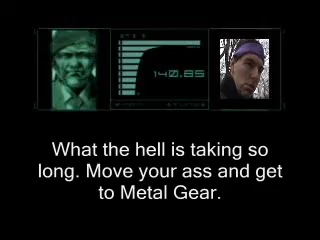 140.85
What the hell is taking so
long. Move your ass and get
to Metal Gear.